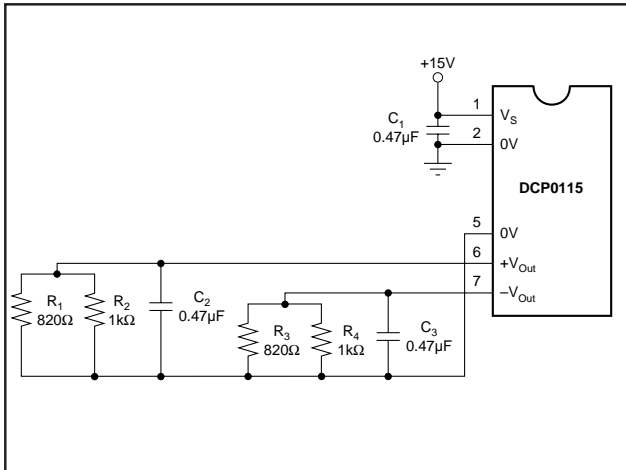 +15V
1
V_S
C_1
0.47µF
2
0V
DCP0115
5
0V
6
+V_Out
7
–V_Out
R_1
820Ω
R_2
1kΩ
C_2
0.47µF
R_3
820Ω
R_4
1kΩ
C_3
0.47µF